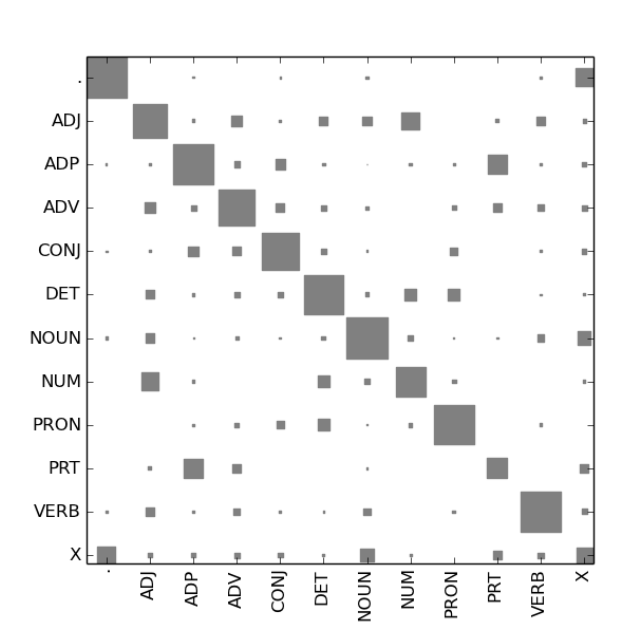 .
ADJ
ADP
ADV
CONJ
DET
NOUN
NUM
PRON
PRT
VERB
X
. ADJ ADP ADV CONJ DET NOUN NUM PRON PRT VERB X